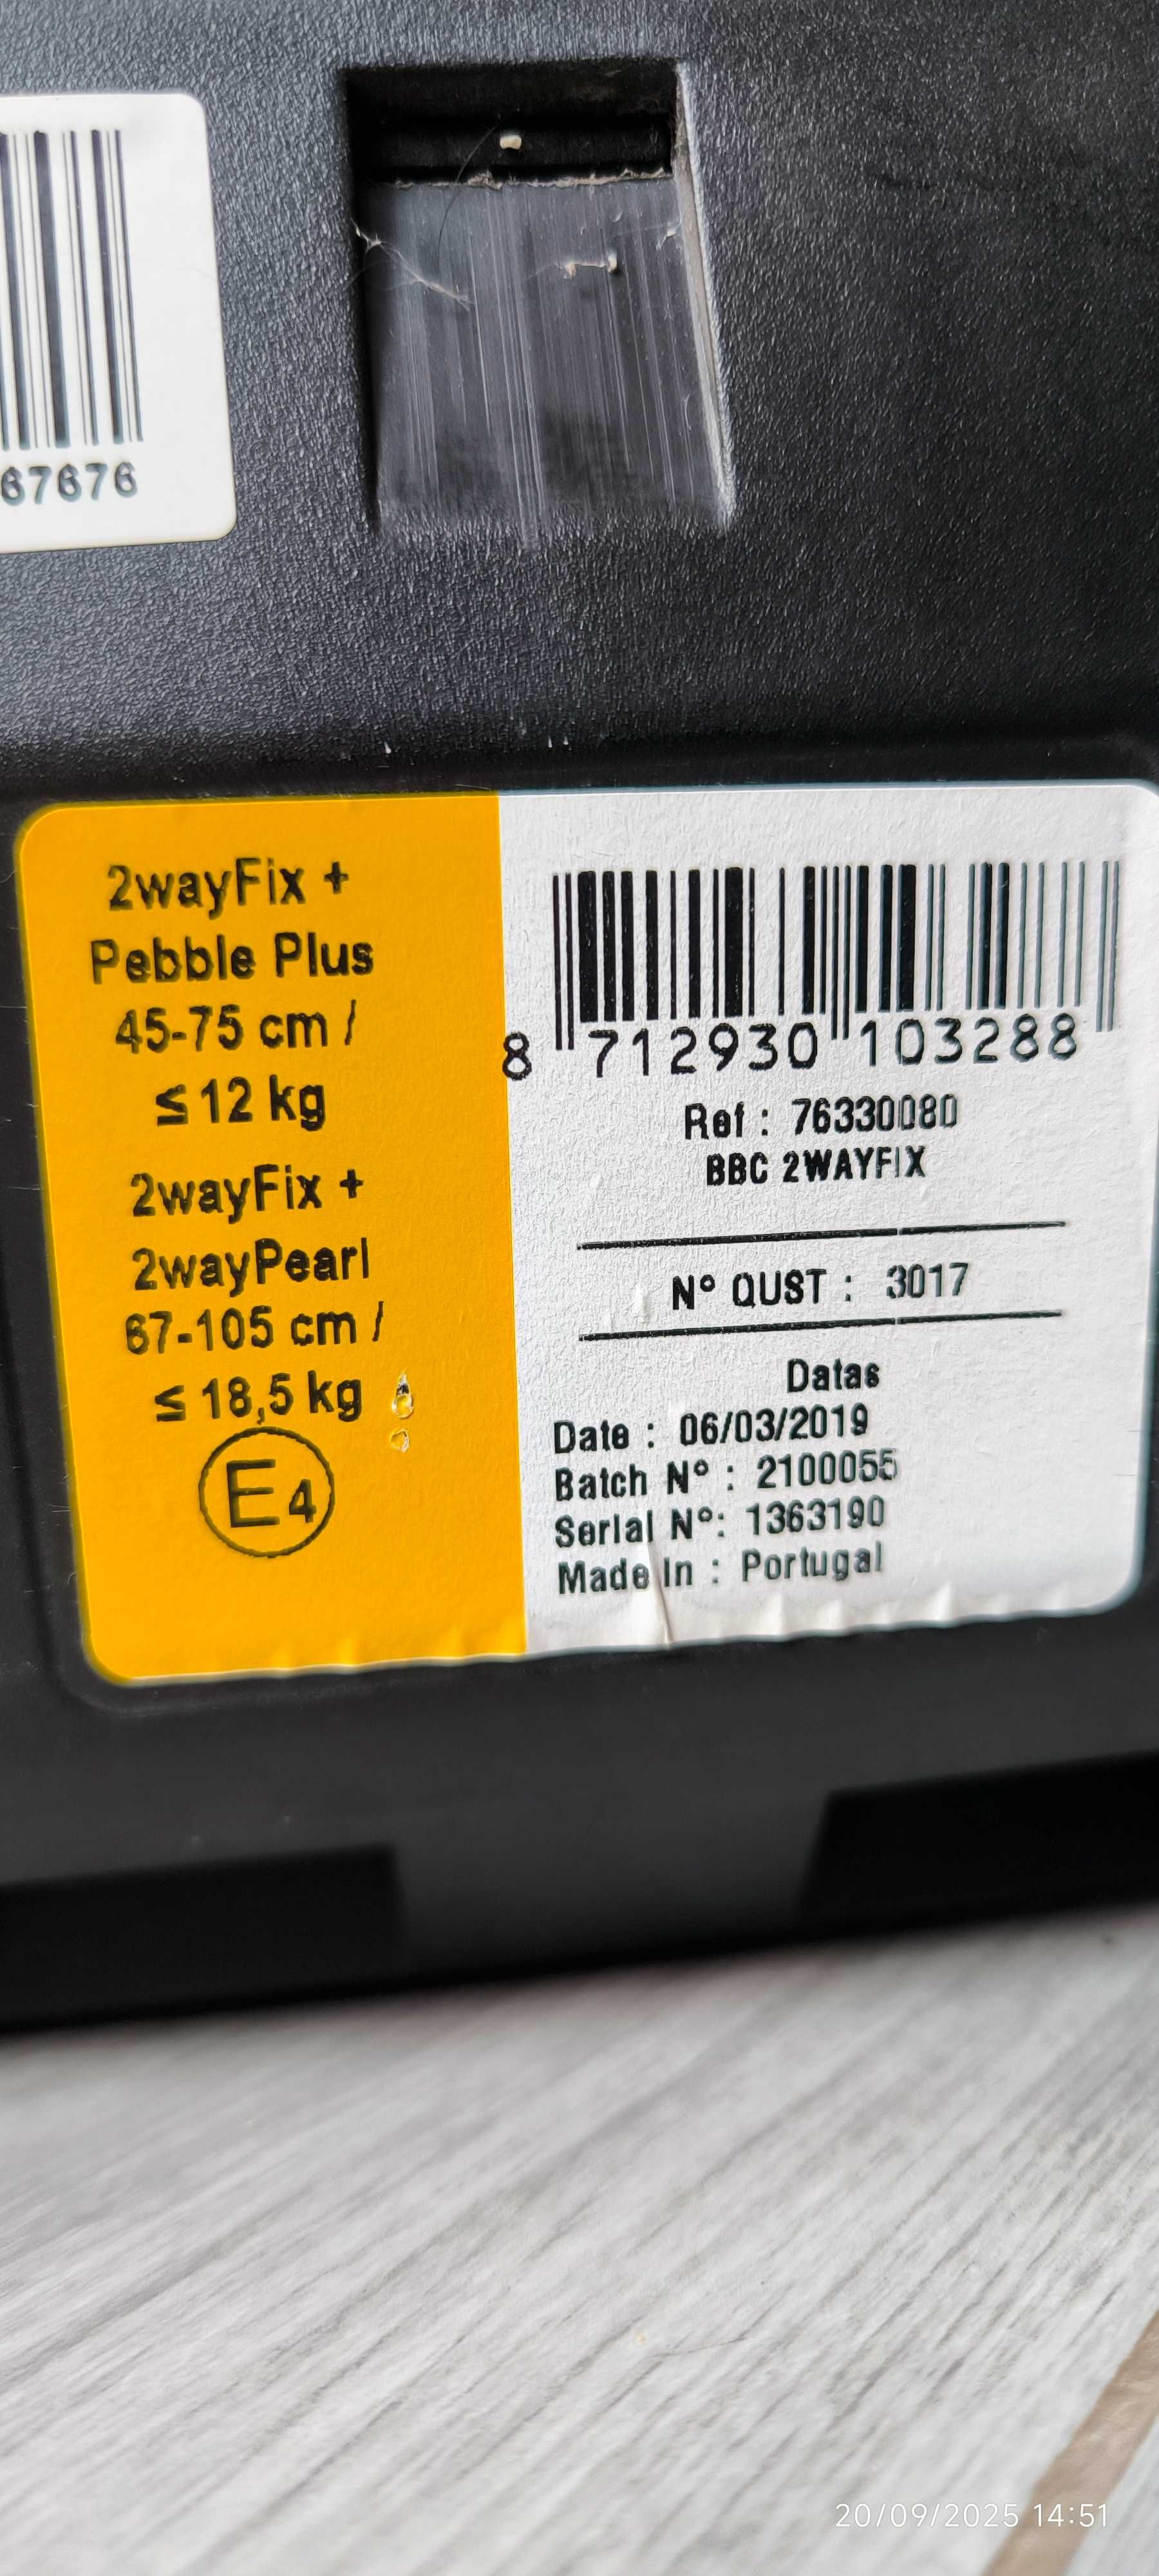 67676
2wayFix +
Pebble Plus
45-75 cm /
≤ 12 kg
2wayFix +
2wayPearl
67-105 cm /
≤ 18,5 kg
E4
8 712930 103288
Ref : 76330080
BBC 2WAYFIX
N° QUST : 3017
Datas
Date : 06/03/2019
Batch N° : 2100055
Serial N°: 1363190
Made In : Portugal
20/09/2025 14:51